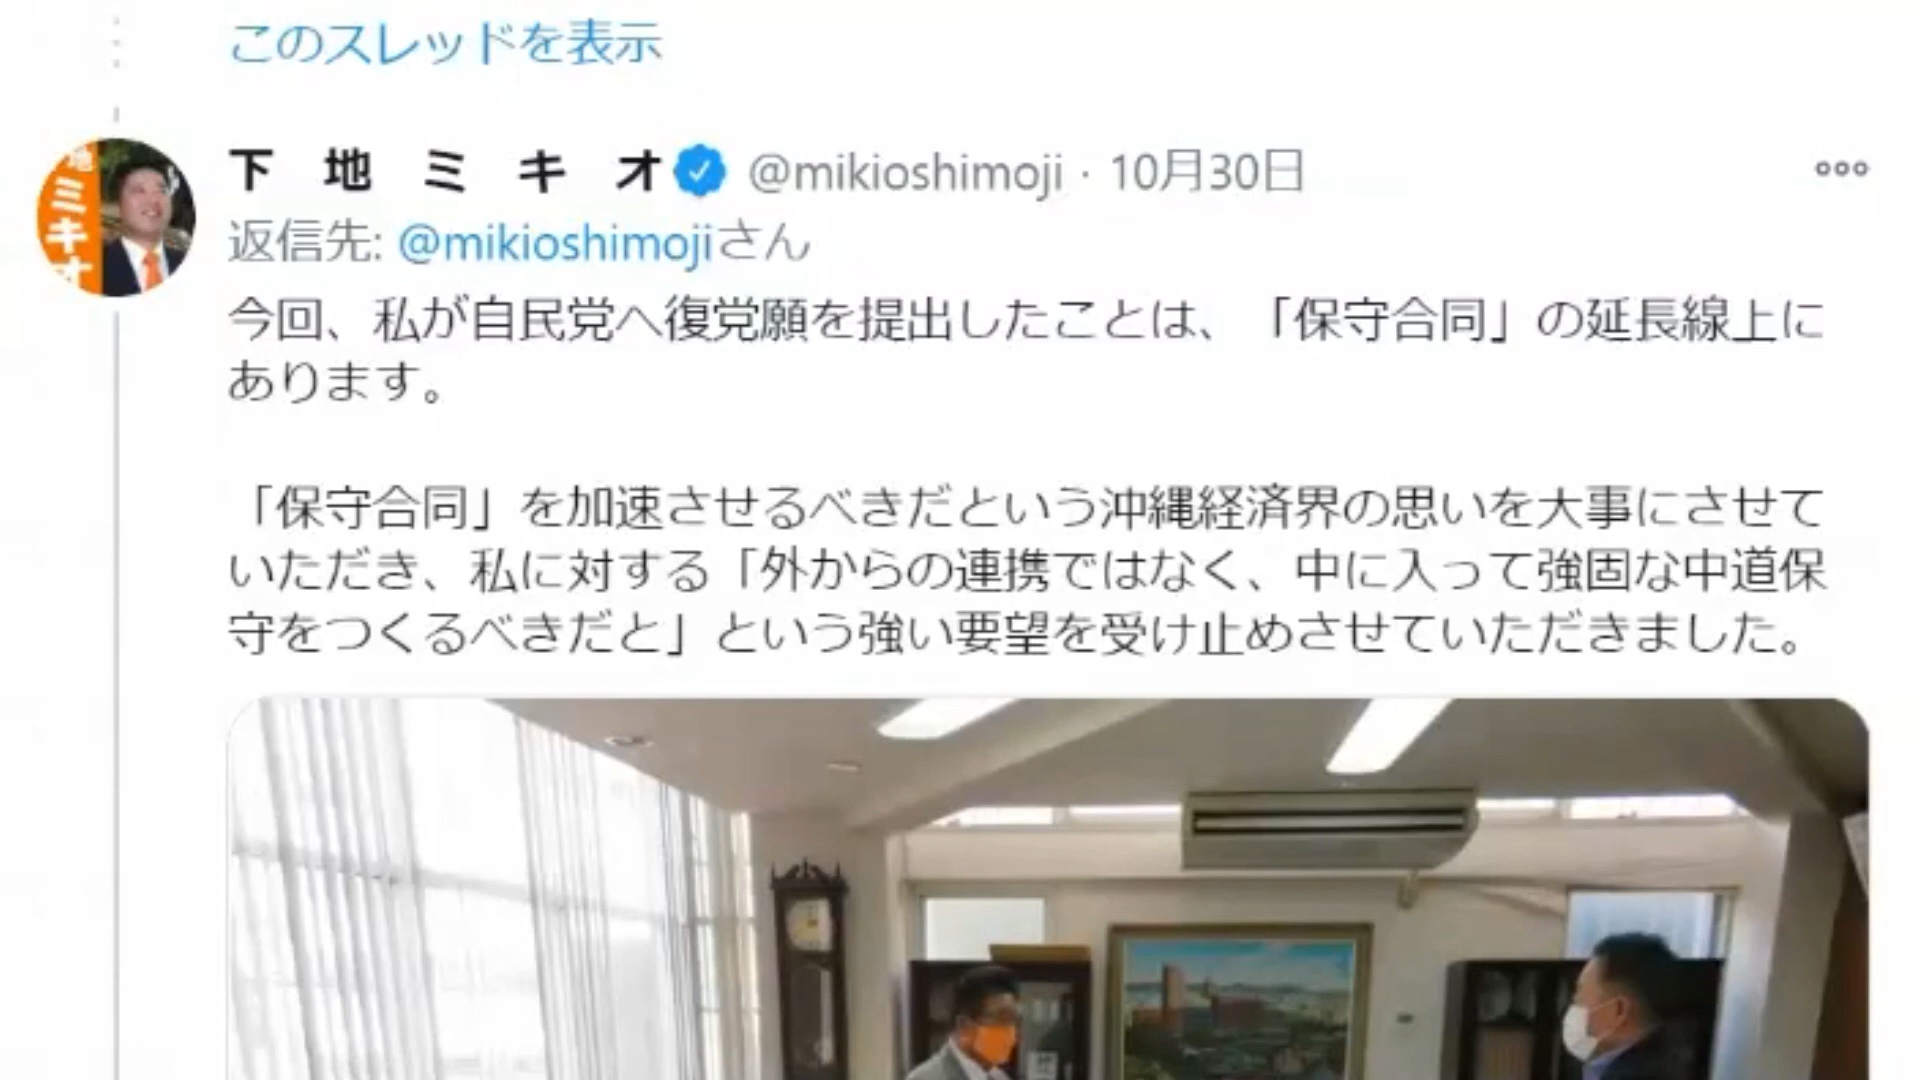 このスレッドを表示
下 地 ミ キ オ @mikioshimoji · 10月30日
返信先: @mikioshimojiさん
今回、私が自民党へ復党願を提出したことは、「保守合同」の延長線上に
あります。
「保守合同」を加速させるべきだという沖縄経済界の思いを大事にさせて
いただき、私に対する「外からの連携ではなく、中に入って強固な中道保
守をつくるべきだと」という強い要望を受け止めさせていただきました。
地
ミキオ